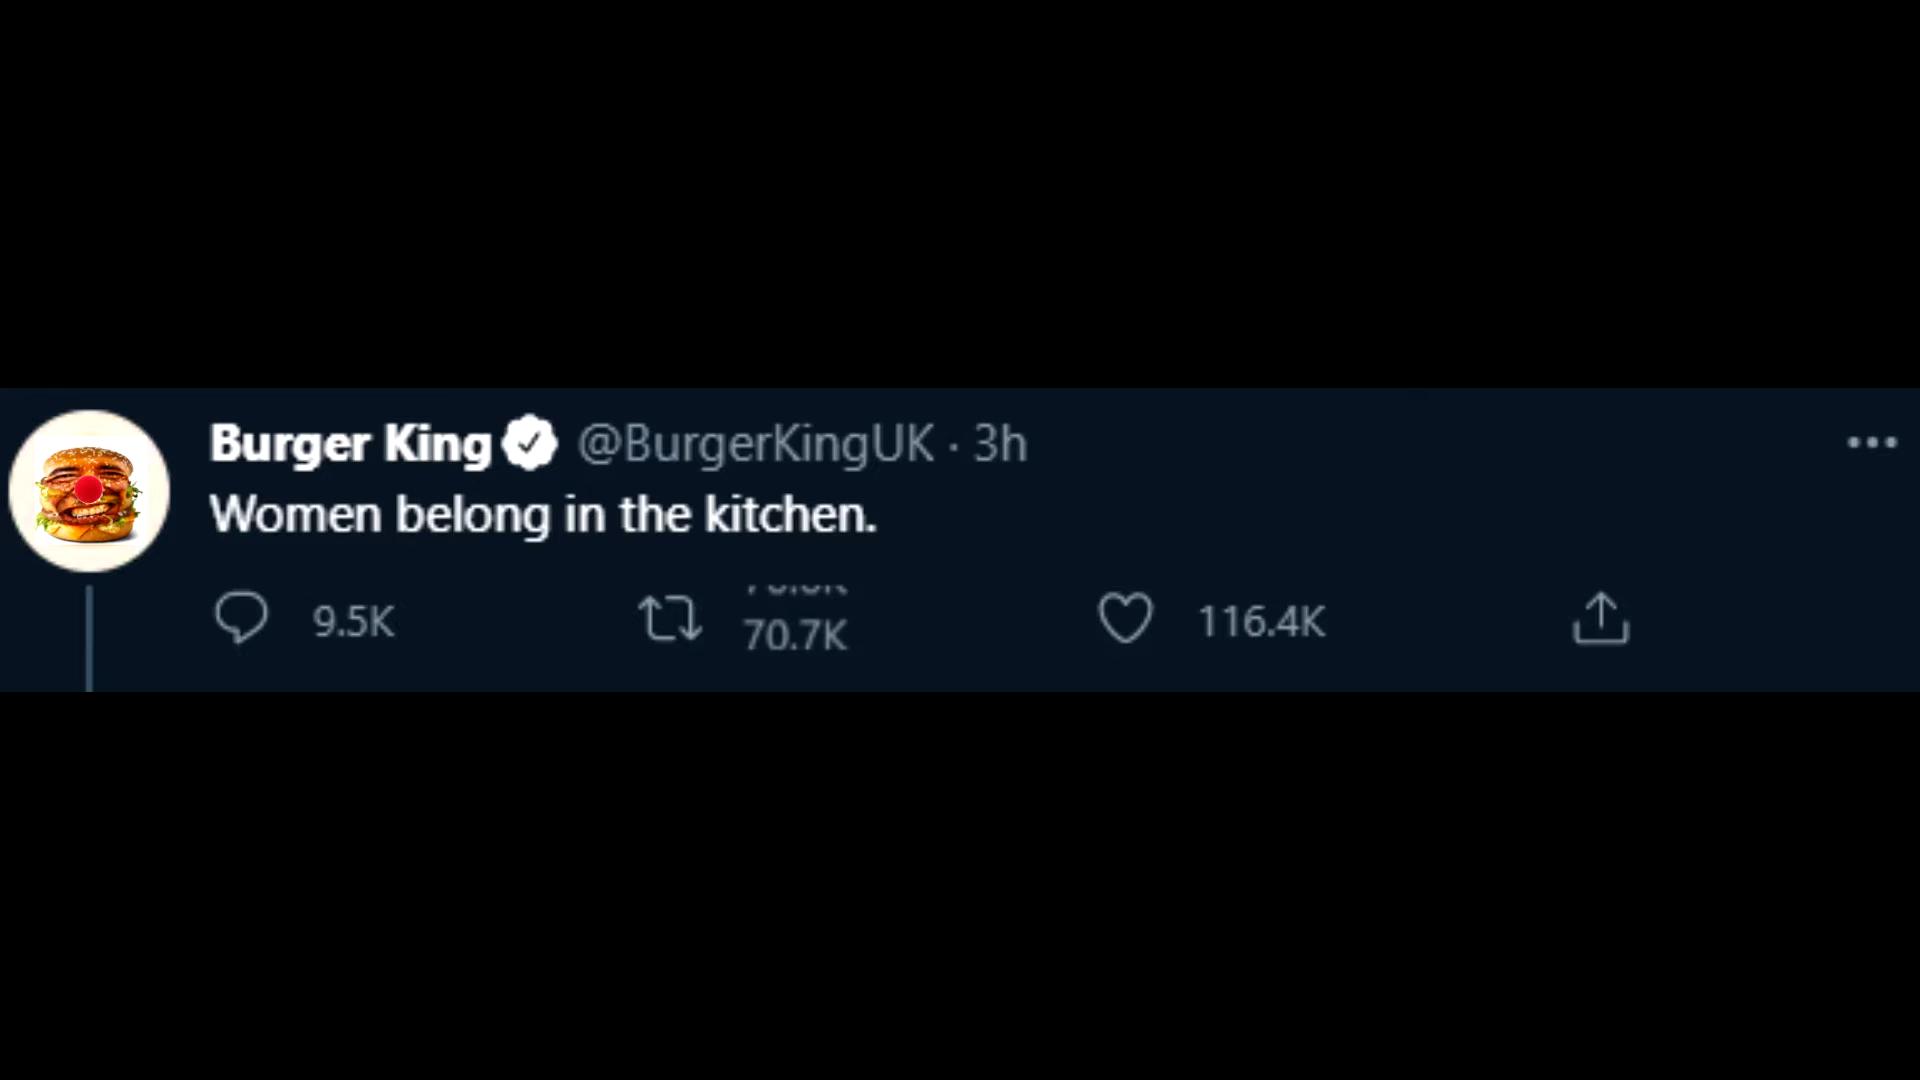 Burger King @BurgerKingUK · 3h
Women belong in the kitchen.
9.5K 70.7K 116.4K